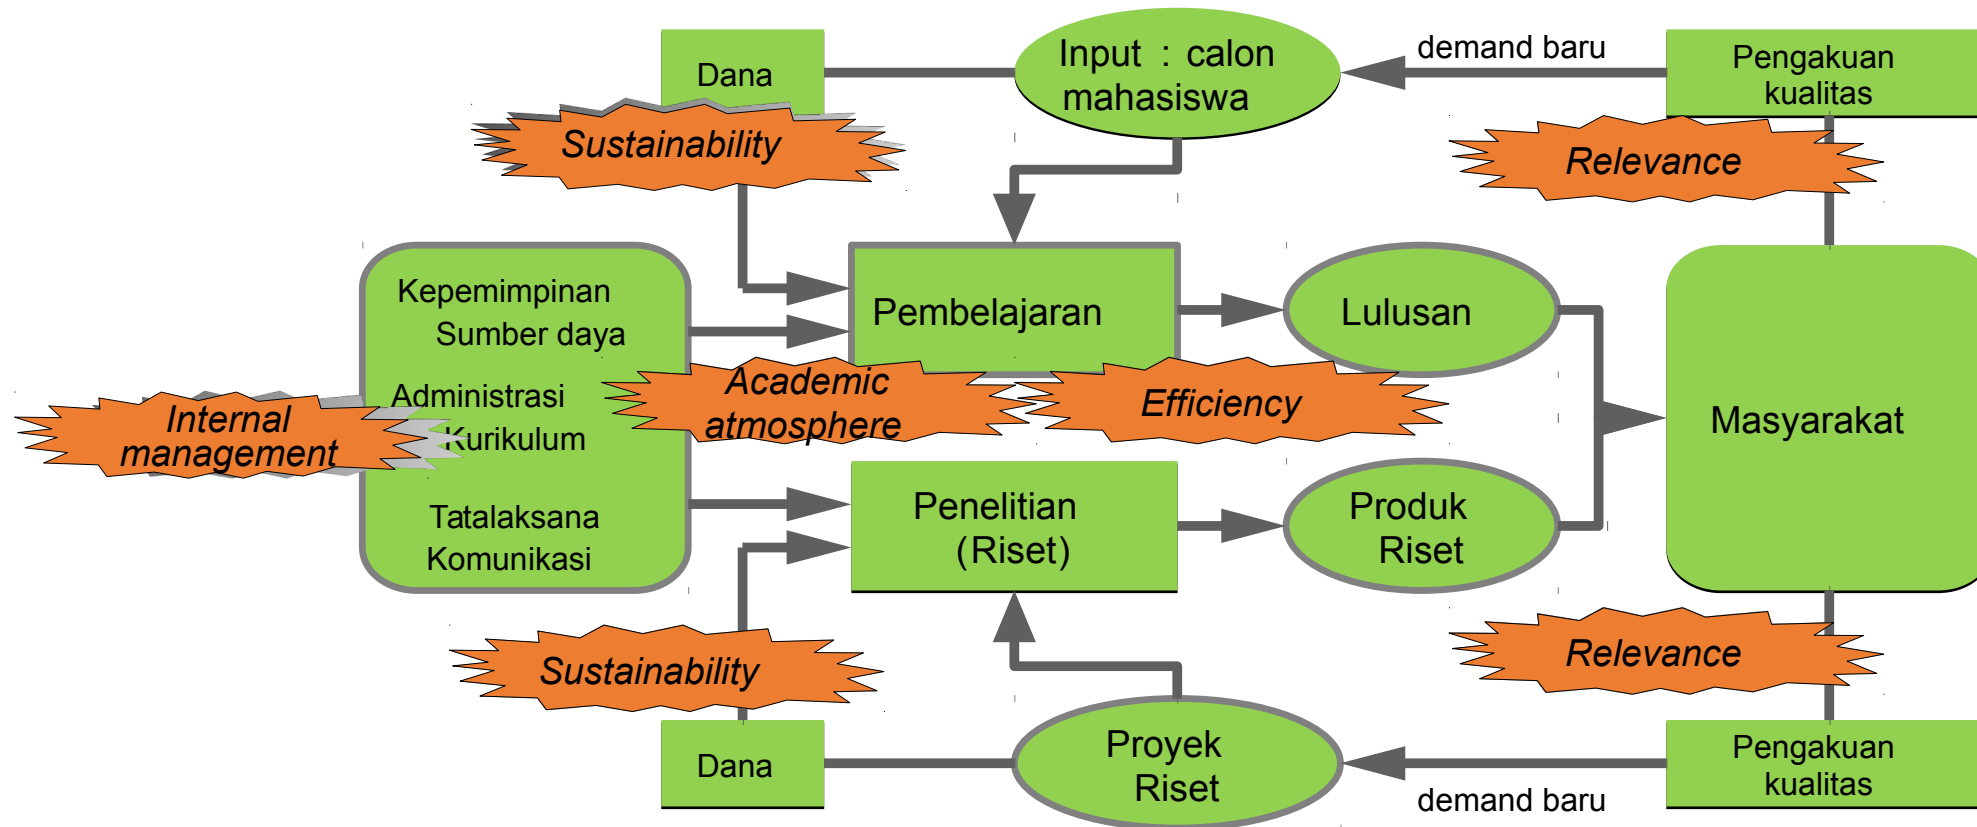 Dana
Input : calon
mahasiswa
demand baru
Pengakuan
kualitas
Sustainability
Relevance
Kepemimpinan
Sumber daya
Administrasi
Kurikulum
Tatalaksana
Komunikasi
Internal
management
Pembelajaran
Lulusan
Academic
atmosphere
Efficiency
Masyarakat
Penelitian
(Riset)
Produk
Riset
Sustainability
Relevance
Dana
Proyek
Riset
demand baru
Pengakuan
kualitas